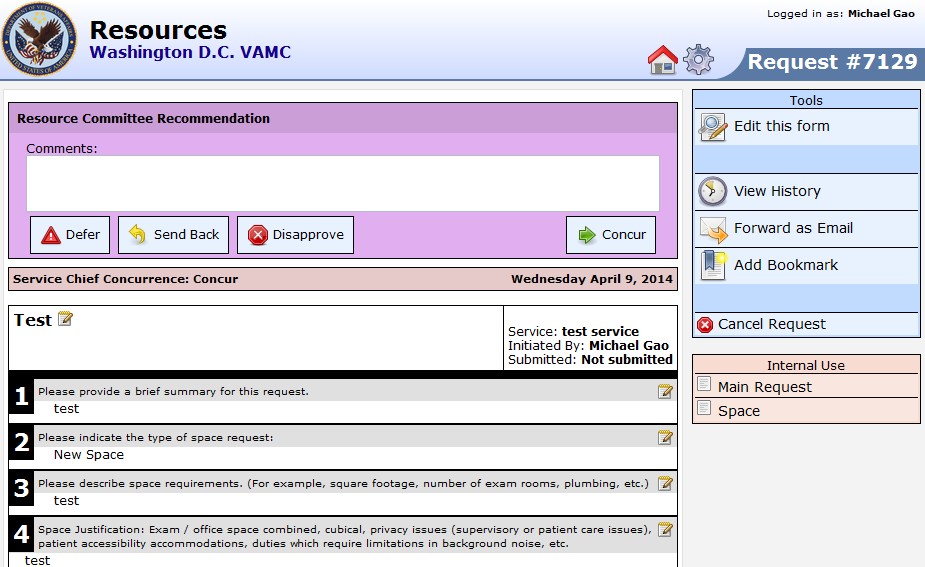 Logged in as: Michael Gao
Resources
Washington D.C. VAMC
Request #7129
Resource Committee Recommendation
Comments:
Defer
Send Back
Disapprove
Concur
Service Chief Concurrence: Concur
Wednesday April 9, 2014
Test
Service: test service
Initiated By: Michael Gao
Submitted: Not submitted
1
Please provide a brief summary for this request.
test
2
Please indicate the type of space request:
New Space
3
Please describe space requirements. (For example, square footage, number of exam rooms, plumbing, etc.)
test
4
Space Justification: Exam / office space combined, cubical, privacy issues (supervisory or patient care issues),
patient accessibility accommodations, duties which require limitations in background noise, etc.
test
Tools
Edit this form
View History
Forward as Email
Add Bookmark
Cancel Request
Internal Use
Main Request
Space